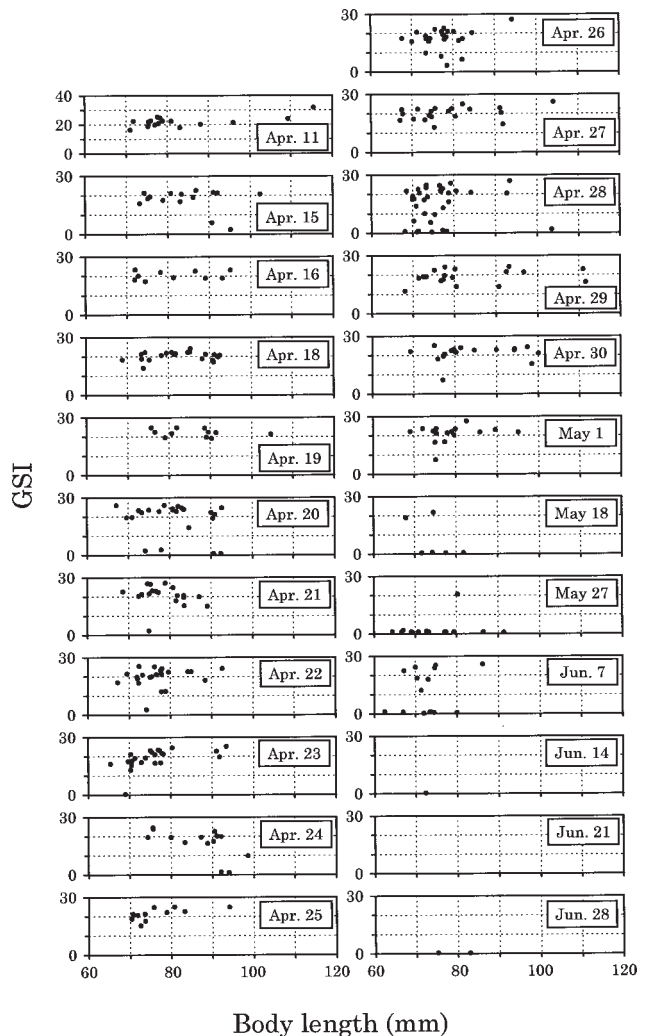 GSI
40
20
0
Apr. 11
30
0
Apr. 15
30
0
Apr. 16
30
0
Apr. 18
30
0
Apr. 19
30
0
Apr. 20
30
0
Apr. 21
30
0
Apr. 22
30
0
Apr. 23
30
0
Apr. 24
30
0
Apr. 25
60 80 100 120
30
0
Apr. 26
30
0
Apr. 27
30
0
Apr. 28
30
0
Apr. 29
30
0
Apr. 30
30
0
May 1
30
0
May 18
30
0
May 27
30
0
Jun. 7
30
0
Jun. 14
30
0
Jun. 21
30
0
Jun. 28
60 80 100 120
Body length (mm)